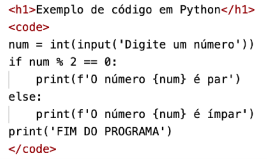 <h1>Exemplo de código em Python</h1>
<code>
num = int(input('Digite um número'))
if num % 2 == 0:
    print(f'O número {num} é par')
else:
    print(f'O número {num} é ímpar')
print('FIM DO PROGRAMA')
</code>